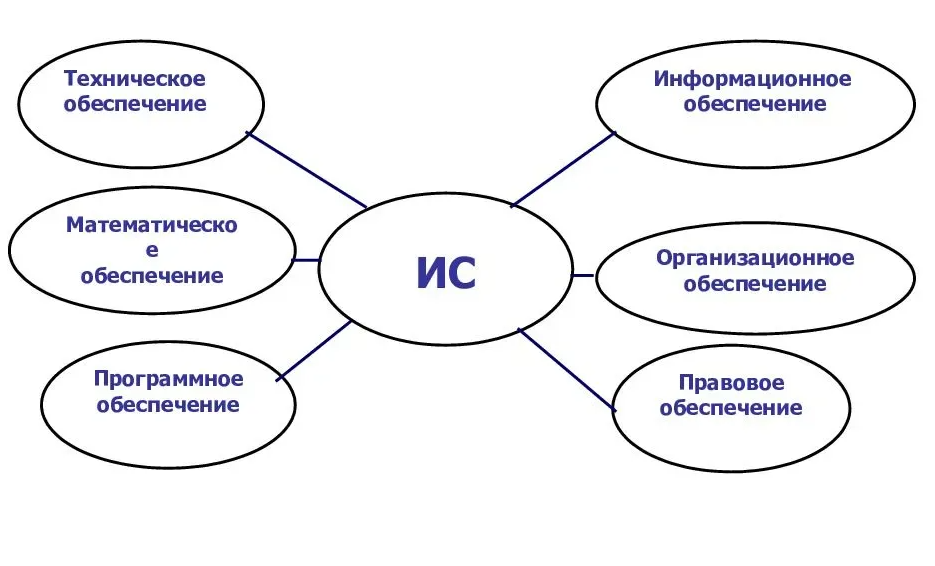 Техническое
обеспечение
Информационное
обеспечение
Математическо
е
обеспечение
ИС
Организационное
обеспечение
Программное
обеспечение
Правовое
обеспечение